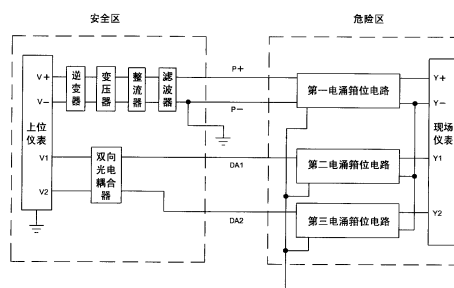 安全区
危险区
V+
V-
上位仪表
V1
V2
逆变器
变压器
整流器
滤波器
双向光电耦合器
P+
P-
DA1
DA2
第一电涌箝位电路
第二电涌箝位电路
第三电涌箝位电路
Y+
Y-
现场仪表
Y1
Y2